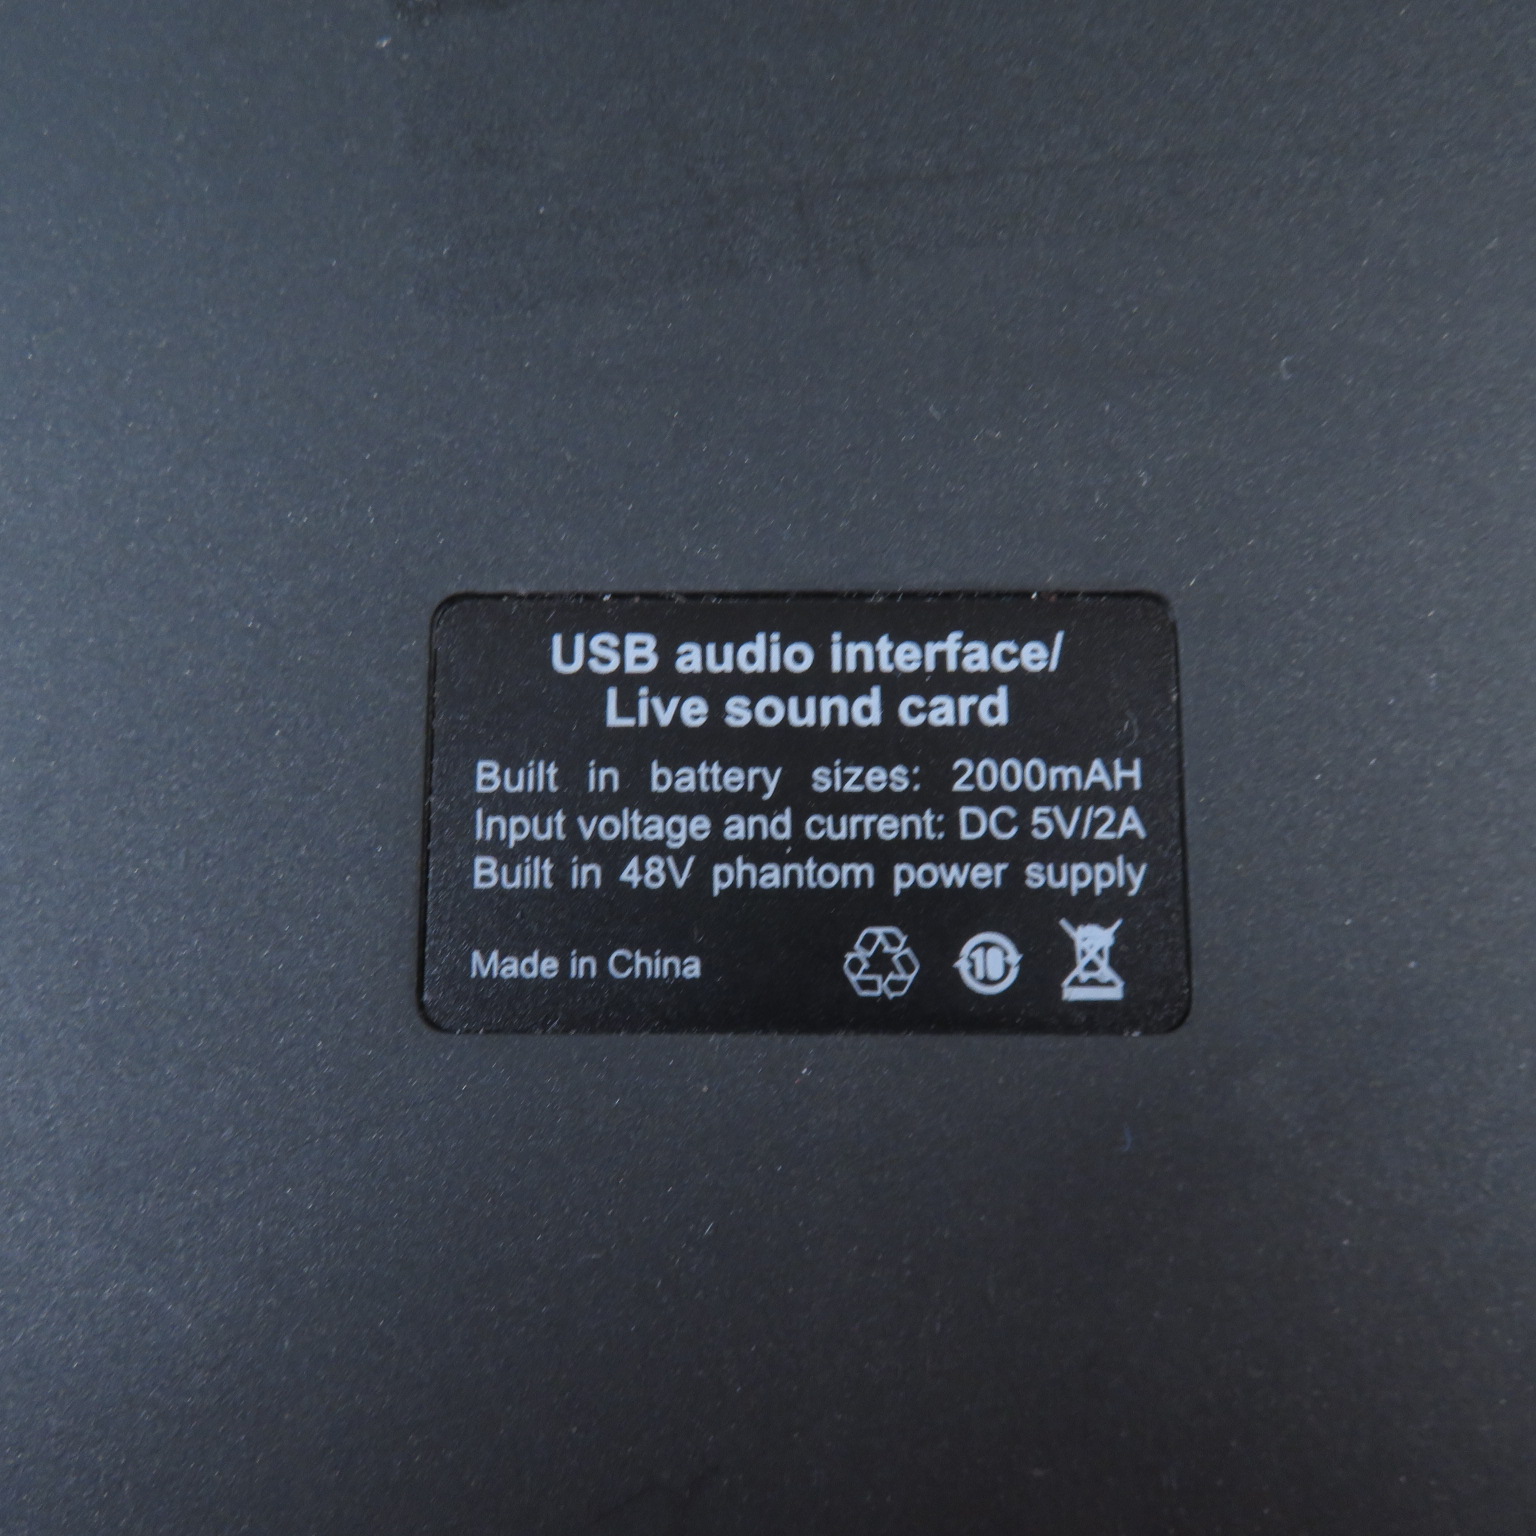 USB audio interface/
Live sound card
Built in battery sizes: 2000mAH
Input voltage and current: DC 5V/2A
Built in 48V phantom power supply
Made in China
10